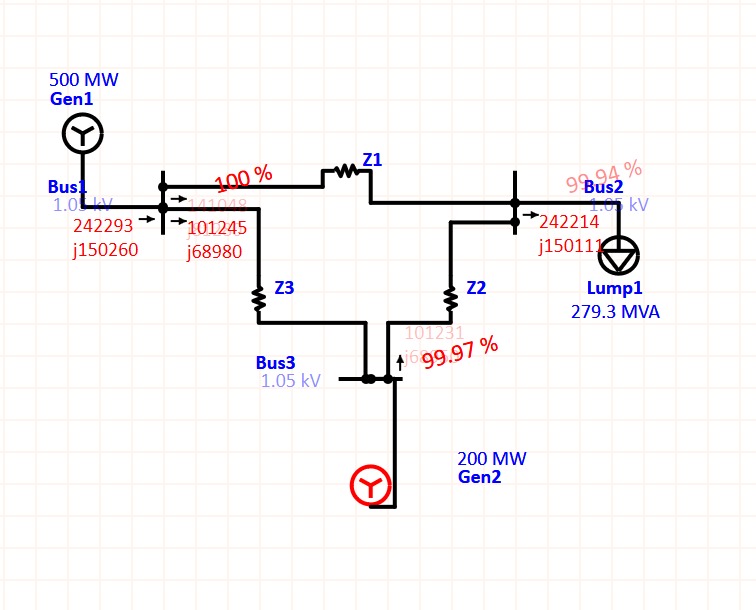 500 MW
Gen1
100 %
Z1
99.94 %
Bus1
1.05 kV
Bus2
1.05 kV
141048
242293
j150260
101245
j68980
242214
j150111
Z3
Z2
Lump1
279.3 MVA
101231
99.97 %
Bus3
1.05 kV
200 MW
Gen2